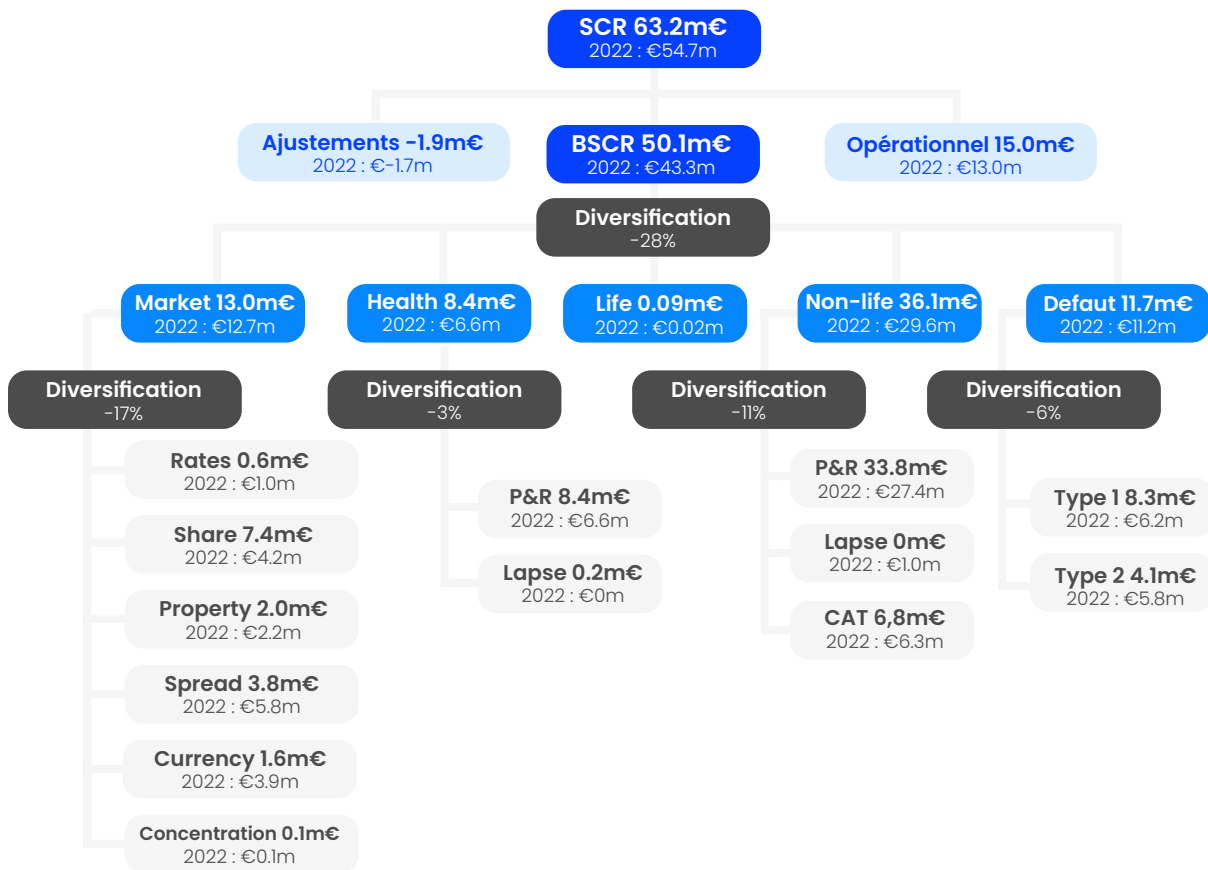 SCR 63.2m€
2022 : €54.7m
Ajustements -1.9m€
2022 : €-1.7m
BSCR 50.1m€
2022 : €43.3m
Opérationnel 15.0m€
2022 : €13.0m
Diversification
-28%
Market 13.0m€
2022 : €12.7m
Health 8.4m€
2022 : €6.6m
Life 0.09m€
2022 : €0.02m
Non-life 36.1m€
2022 : €29.6m
Defaut 11.7m€
2022 : €11.2m
Diversification
-17%
Diversification
-3%
Diversification
-11%
Diversification
-6%
Rates 0.6m€
2022 : €1.0m
Share 7.4m€
2022 : €4.2m
Property 2.0m€
2022 : €2.2m
Spread 3.8m€
2022 : €5.8m
Currency 1.6m€
2022 : €3.9m
Concentration 0.1m€
2022 : €0.1m
P&R 8.4m€
2022 : €6.6m
Lapse 0.2m€
2022 : €0m
P&R 33.8m€
2022 : €27.4m
Lapse 0m€
2022 : €1.0m
CAT 6,8m€
2022 : €6.3m
Type 1 8.3m€
2022 : €6.2m
Type 2 4.1m€
2022 : €5.8m